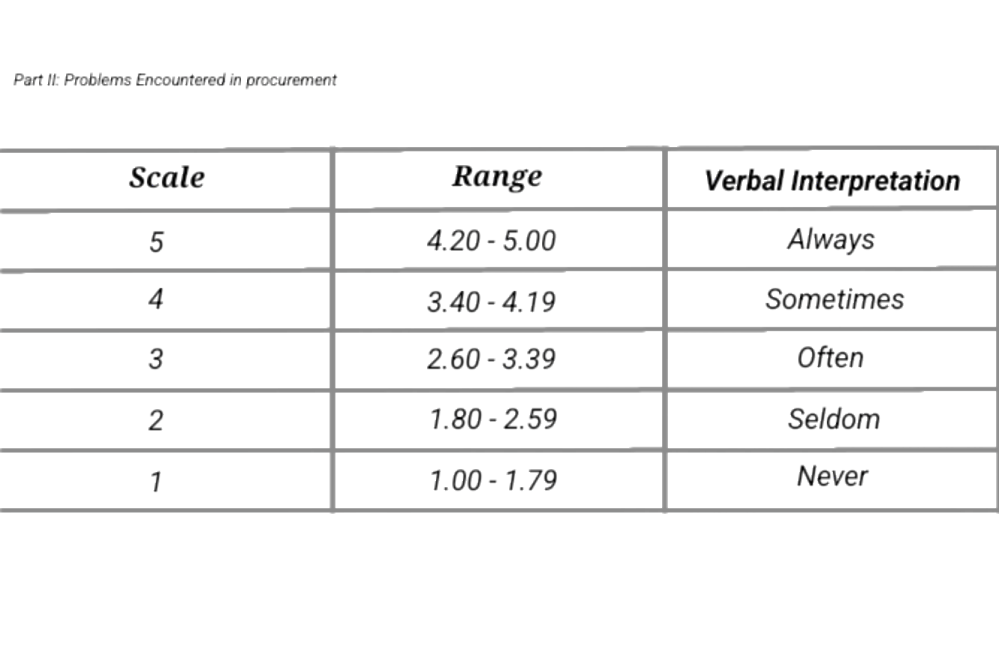 Part II: Problems Encountered in procurement
Scale Range Verbal Interpretation
5 4.20 - 5.00 Always
4 3.40 - 4.19 Sometimes
3 2.60 - 3.39 Often
2 1.80 - 2.59 Seldom
1 1.00 - 1.79 Never